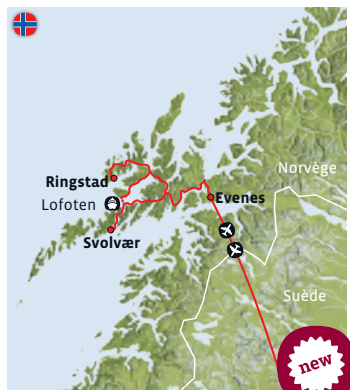 Norvège
Ringstad
Evenes
Lofoten
Svolvær
Suède
new